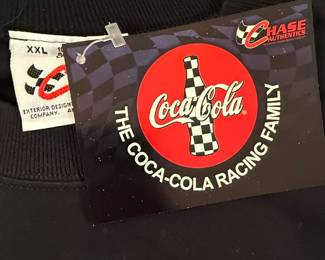 XXL
EXTERIOR DESIGN
COMPANY.
CHASE
AUTHENTICS
Coca-Cola
THE COCA-COLA RACING FAMILY